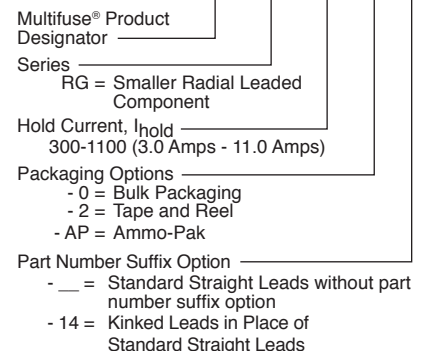 Multifuse® Product
Designator
Series
RG = Smaller Radial Leaded
Component
Hold Current, Ihold
300-1100 (3.0 Amps - 11.0 Amps)
Packaging Options
- 0 = Bulk Packaging
- 2 = Tape and Reel
- AP = Ammo-Pak
Part Number Suffix Option
- __ = Standard Straight Leads without part
number suffix option
- 14 = Kinked Leads in Place of
Standard Straight Leads